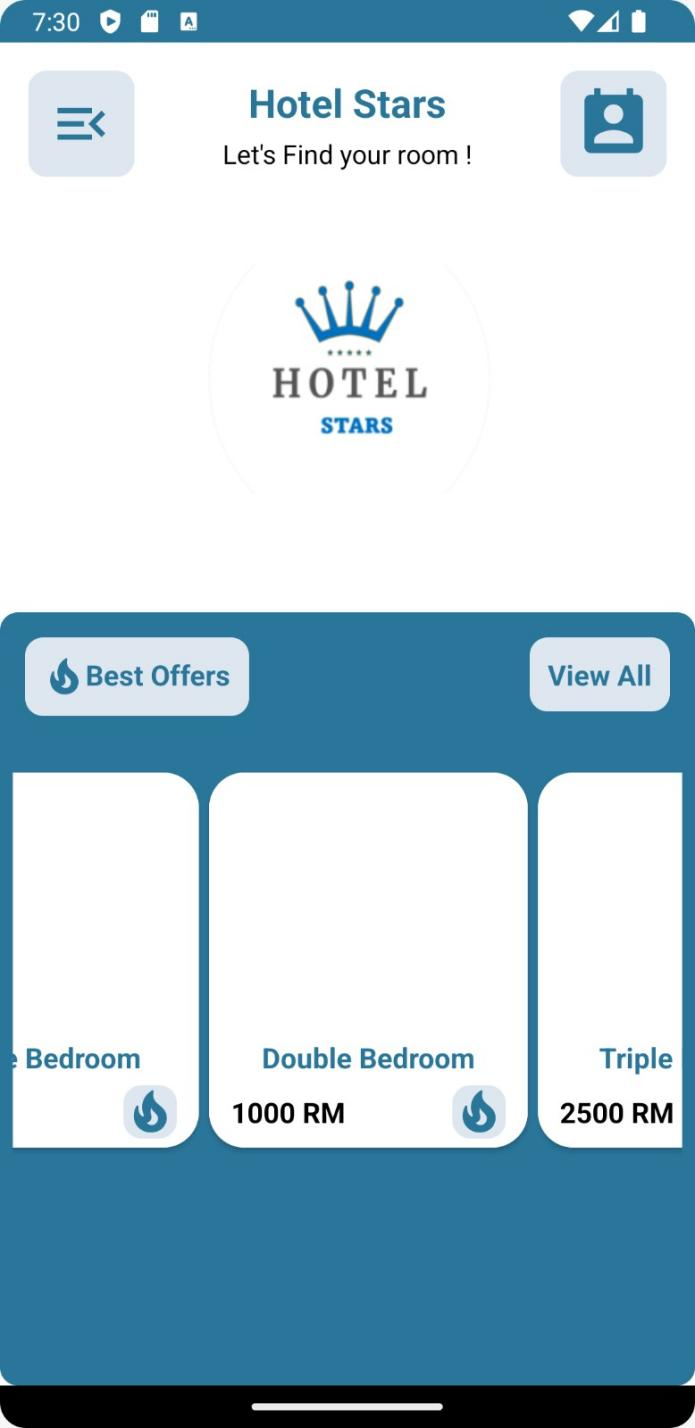 7:30
Hotel Stars
Let's Find your room !
HOTEL
STARS
Best Offers
View All
e Bedroom
Double Bedroom
Triple
1000 RM
2500 RM